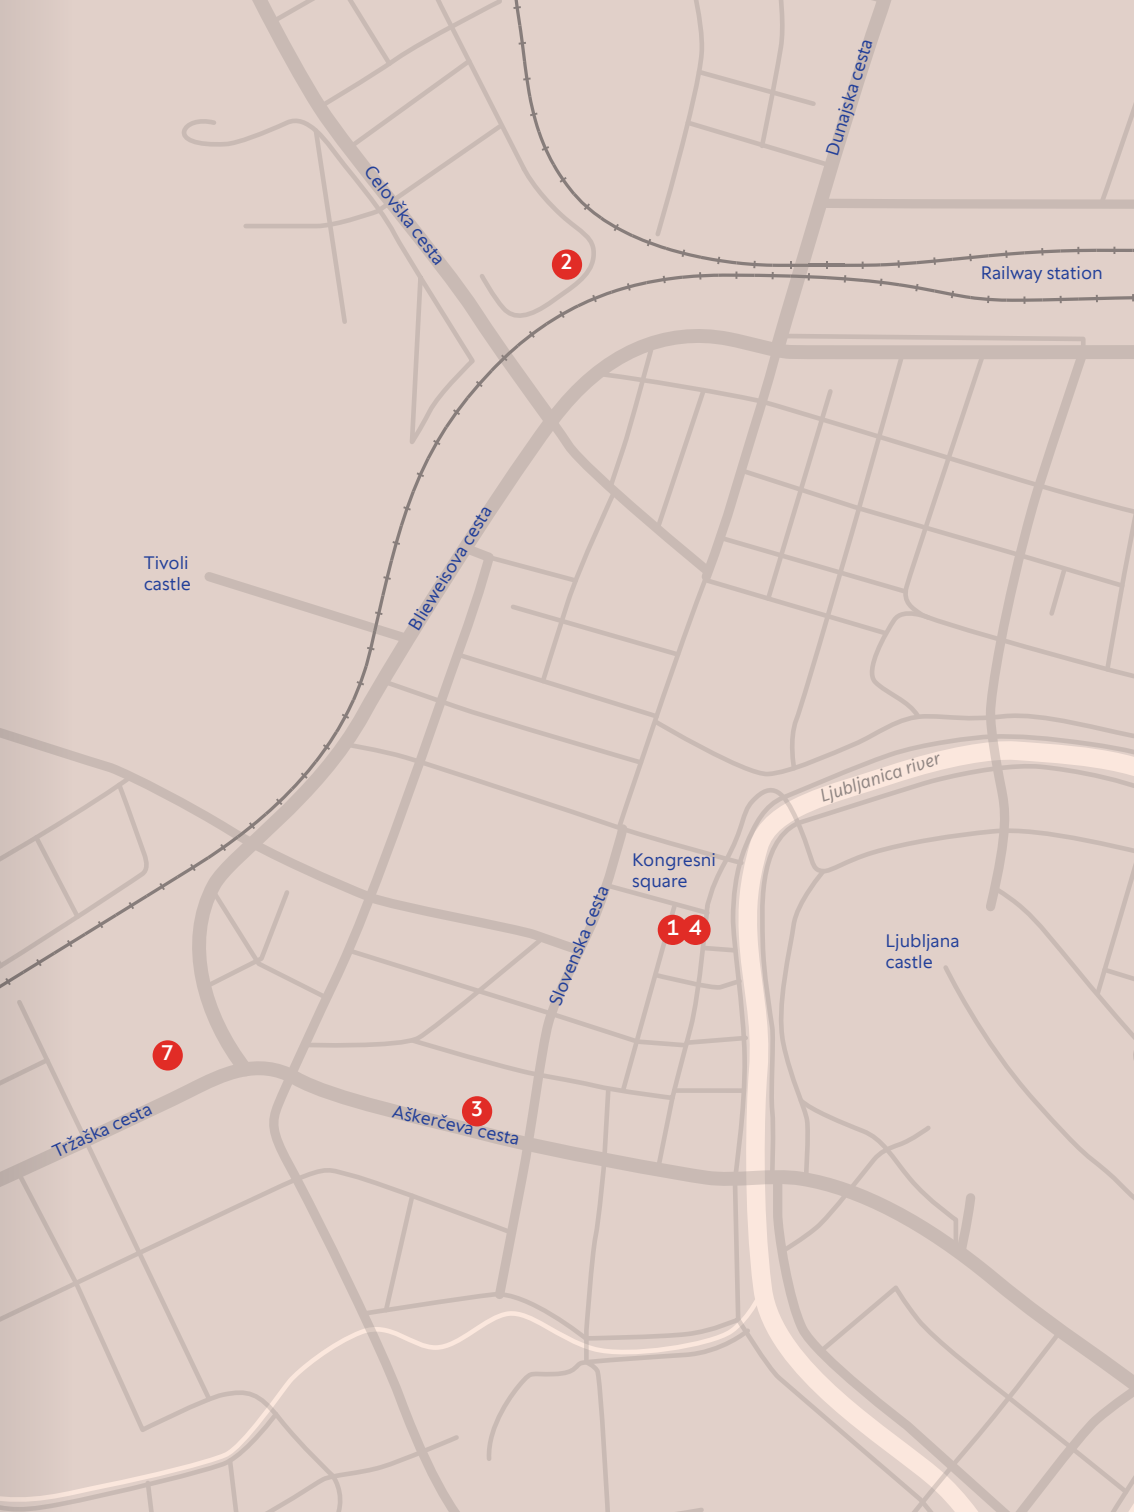 Dunajska cesta
Celovška cesta
2
Railway station
Blieweisova cesta
Tivoli
castle
Ljubljanica river
Kongresni
square
Slovenska cesta
1 4
Ljubljana
castle
7
3
Tržaška cesta
Aškerčeva cesta